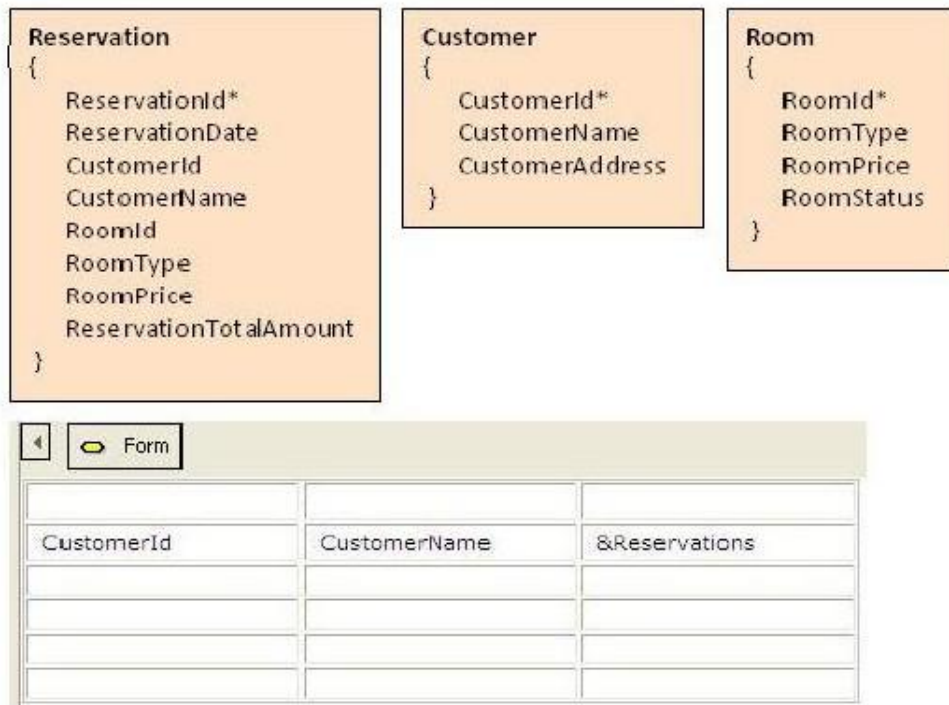 Reservation
{
ReservationId*
ReservationDate
CustomerId
CustomerName
RoomId
RoomType
RoomPrice
ReservationTotalAmount
}
Customer
{
CustomerId*
CustomerName
CustomerAddress
}
Room
{
RoomId*
RoomType
RoomPrice
RoomStatus
}
Form
CustomerId CustomerName &Reservations